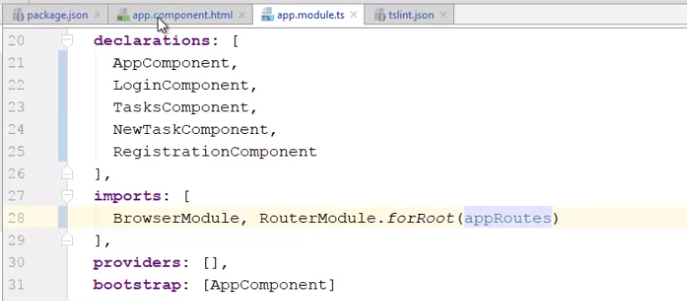 package.json app.component.html app.module.ts tslint.json
20 declarations: [
21 AppComponent,
22 LoginComponent,
23 TasksComponent,
24 NewTaskComponent,
25 RegistrationComponent
26 ],
27 imports: [
28 BrowserModule, RouterModule.forRoot(appRoutes)
29 ],
30 providers: [],
31 bootstrap: [AppComponent]